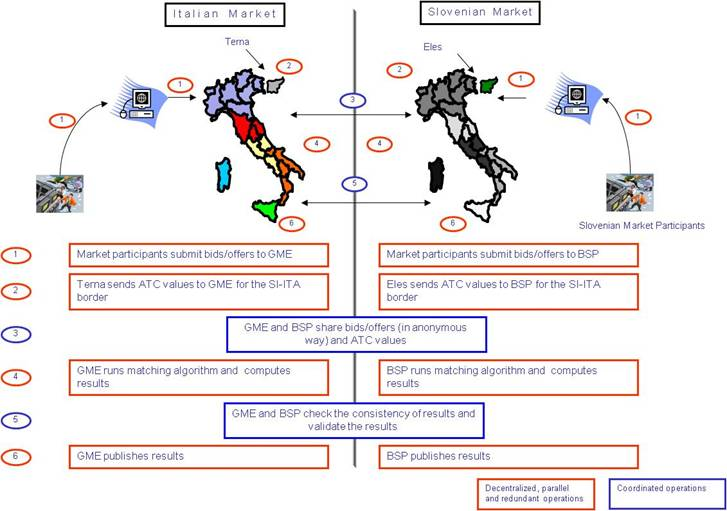 Italian Market
Slovenian Market
Terna
Eles
2
2
1
1
3
1
1
4
4
5
6
6
Slovenian Market Participants
1
Market participants submit bids/offers to GME
Market participants submit bids/offers to BSP
2
Terna sends ATC values to GME for the SI-ITA
border
Eles sends ATC values to BSP for the SI-ITA
border
3
GME and BSP share bids/offers (in anonymous
way) and ATC values
4
GME runs matching algorithm and computes
results
BSP runs matching algorithm and computes
results
5
GME and BSP check the consistency of results and
validate the results
6
GME publishes results
BSP publishes results
Decentralized, parallel
and redundant operations
Coordinated operations